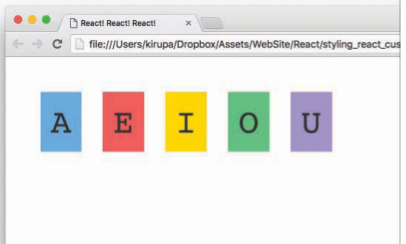 React! React! React!
file:///Users/kirupa/Dropbox/Assets/WebSite/React/styling_react_cus
A E I O U